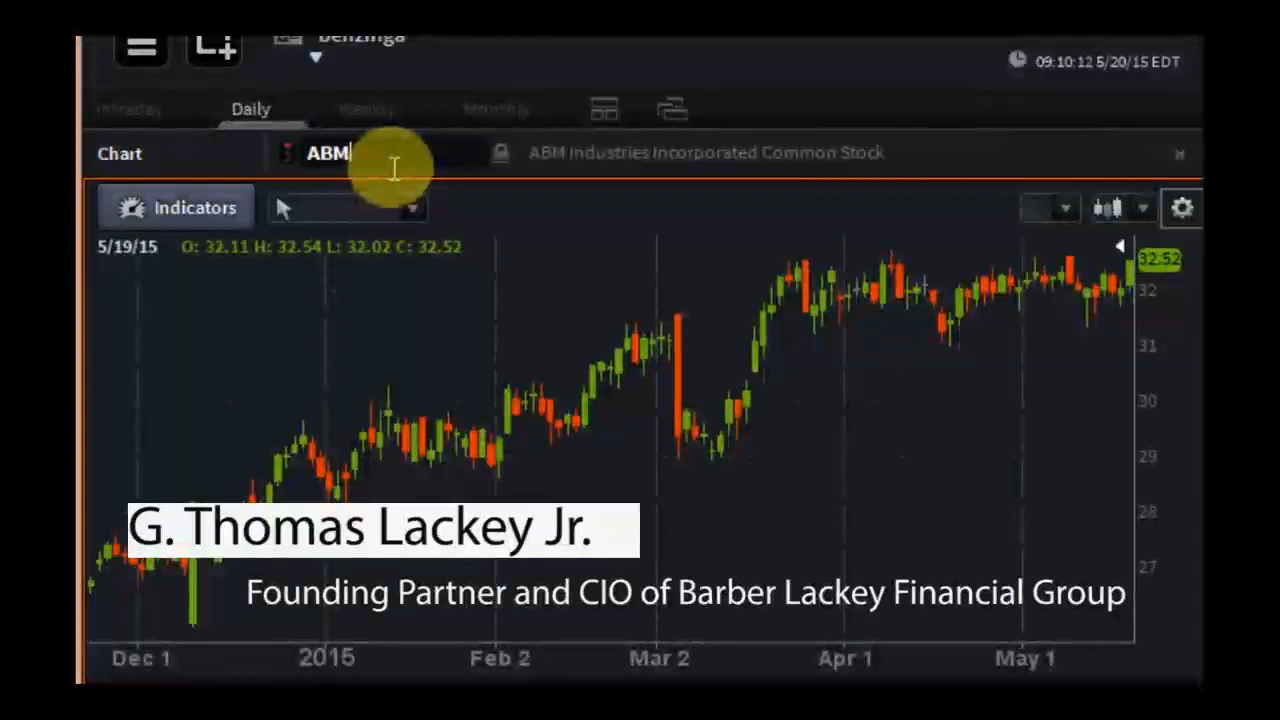 benzinga
09:10:12 5/20/15 EDT
Intraday Daily Weekly Monthly
Chart ABM ABM Industries Incorporated Common Stock
Indicators
5/19/15 O: 32.11 H: 32.54 L: 32.02 C: 32.52
32.52
32
31
30
29
28
27
G. Thomas Lackey Jr.
Founding Partner and CIO of Barber Lackey Financial Group
Dec 1 2015 Feb 2 Mar 2 Apr 1 May 1